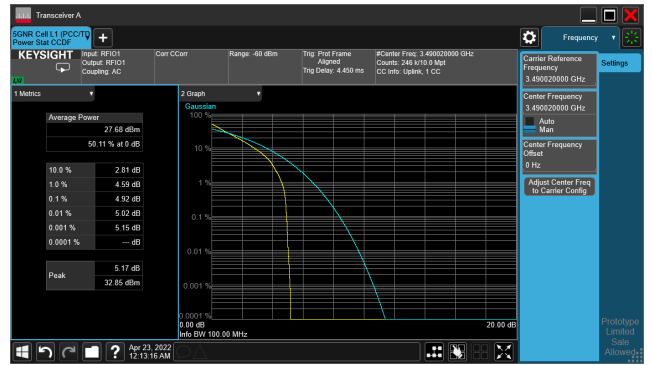 Transceiver A
5GNR Cell L1 (PCC/TD
Power Stat CCDF
Frequency
KEYSIGHT
LXI
Input: RFIO1
Output: RFIO1
Coupling: AC
Corr CCorr
Range: -60 dBm
Trig: Prot Frame
Aligned
Trig Delay: 4.450 ms
#Center Freq: 3.490020000 GHz
Counts: 246 k/10.0 Mpt
CC Info: Uplink, 1 CC
1 Metrics
Average Power
27.68 dBm
50.11 % at 0 dB
10.0 % 2.81 dB
1.0 % 4.59 dB
0.1 % 4.92 dB
0.01 % 5.02 dB
0.001 % 5.15 dB
0.0001 % --- dB
Peak
5.17 dB
32.85 dBm
2 Graph
Gaussian
100 %
10 %
1 %
0.1 %
0.01 %
0.001 %
0.0001 %
0.00 dB
20.00 dB
Info BW 100.00 MHz
Carrier Reference
Frequency
3.490020000 GHz
Center Frequency
3.490020000 GHz
Auto
Man
Center Frequency
Offset
0 Hz
Adjust Center Freq
to Carrier Config
Settings
Prototype
Limited
Sale
Allowed
Apr 23, 2022
12:13:16 AM